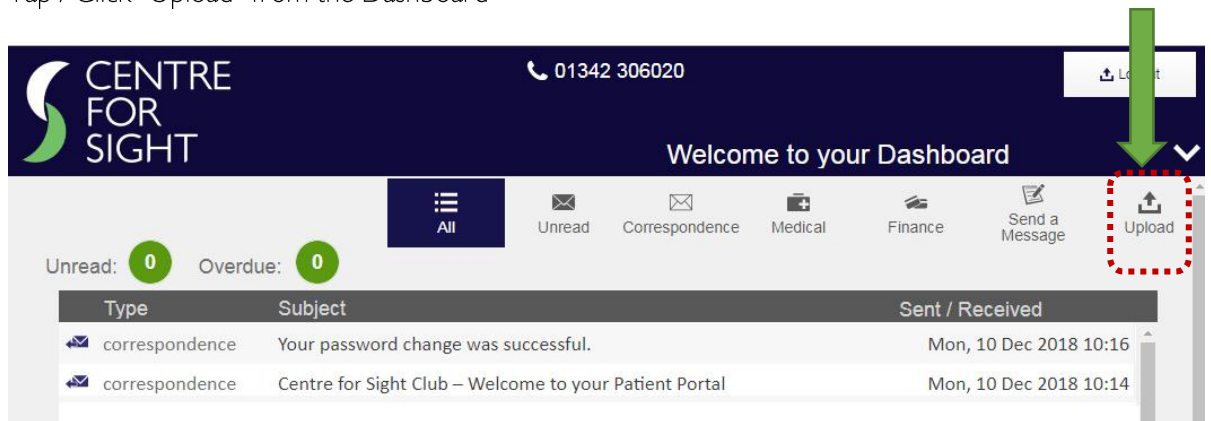 CENTRE
FOR
SIGHT
01342 306020
Welcome to your Dashboard
All
Unread
Correspondence
Medical
Finance
Send a
Message
Upload
Unread: 0 Overdue: 0
Type Subject Sent / Received
correspondence Your password change was successful. Mon, 10 Dec 2018 10:16
correspondence Centre for Sight Club – Welcome to your Patient Portal Mon, 10 Dec 2018 10:14